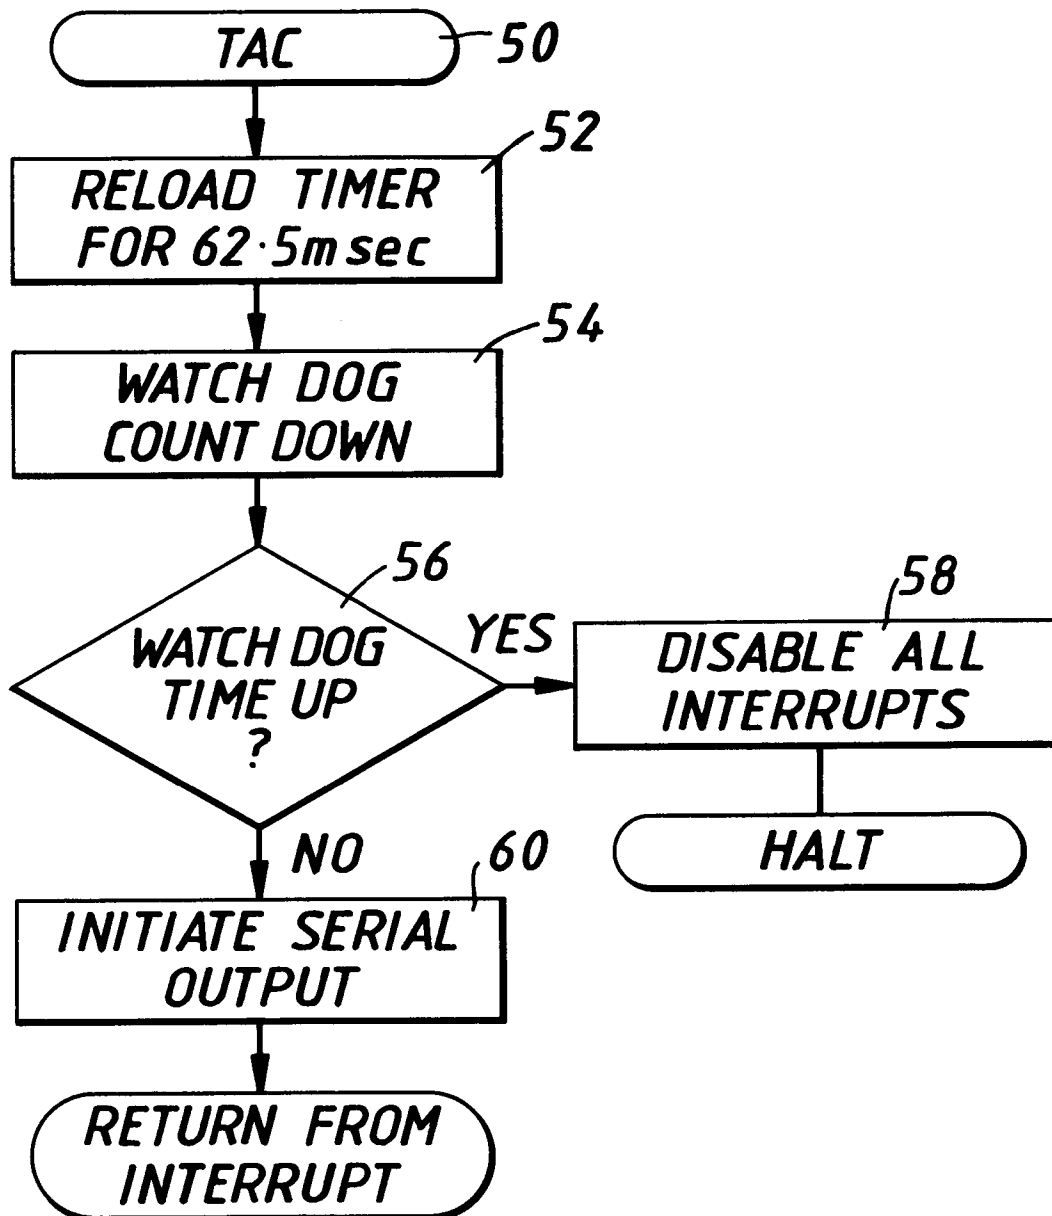 TAC
50
52
RELOAD TIMER
FOR 62·5msec
54
WATCH DOG
COUNT DOWN
56
WATCH DOG
TIME UP
?
YES
58
DISABLE ALL
INTERRUPTS
HALT
NO
60
INITIATE SERIAL
OUTPUT
RETURN FROM
INTERRUPT